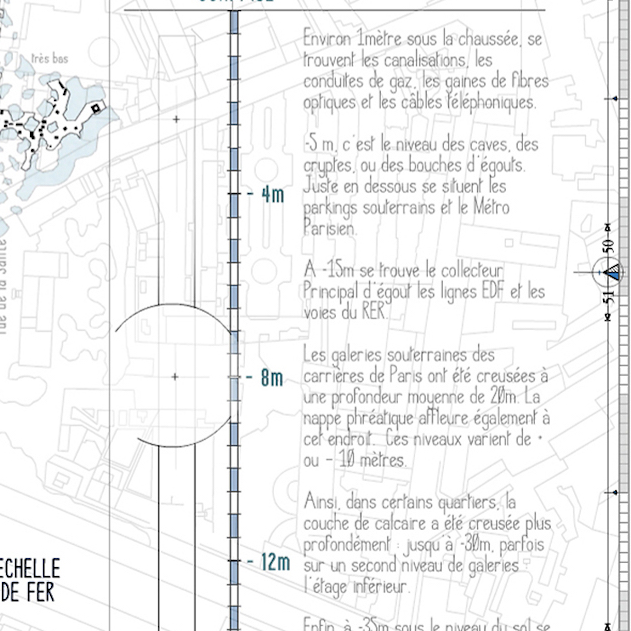 très bas
Environ 1mètre sous la chaussée, se
trouvent les canalisations, les
conduites de gaz, les gaines de fibres
optiques et les câbles téléphoniques.
-5 m, c'est le niveau des caves, des
cryptes, ou des bouches d'égouts.
Juste en dessous se situent les
parkings souterrains et le Métro
Parisien.
- 4m
A -15m se trouve le collecteur
Principal d'égout les lignes EDF et les
voies du RER
50
51
Les galeries souterraines des
carrières de Paris ont été creusées à
une profondeur moyenne de 20m. La
nappe phréatique affleure également à
cet endroit. Ces niveaux varient de +
ou - 10 mètres.
- 8m
Ainsi, dans certains quartiers, la
couche de calcaire a été creusée plus
profondément : jusqu'à -30m, parfois
sur un second niveau de galeries
l'étage inférieur.
- 12m
ECHELLE
DE FER
Enfin, à -35m sous le niveau du sol se